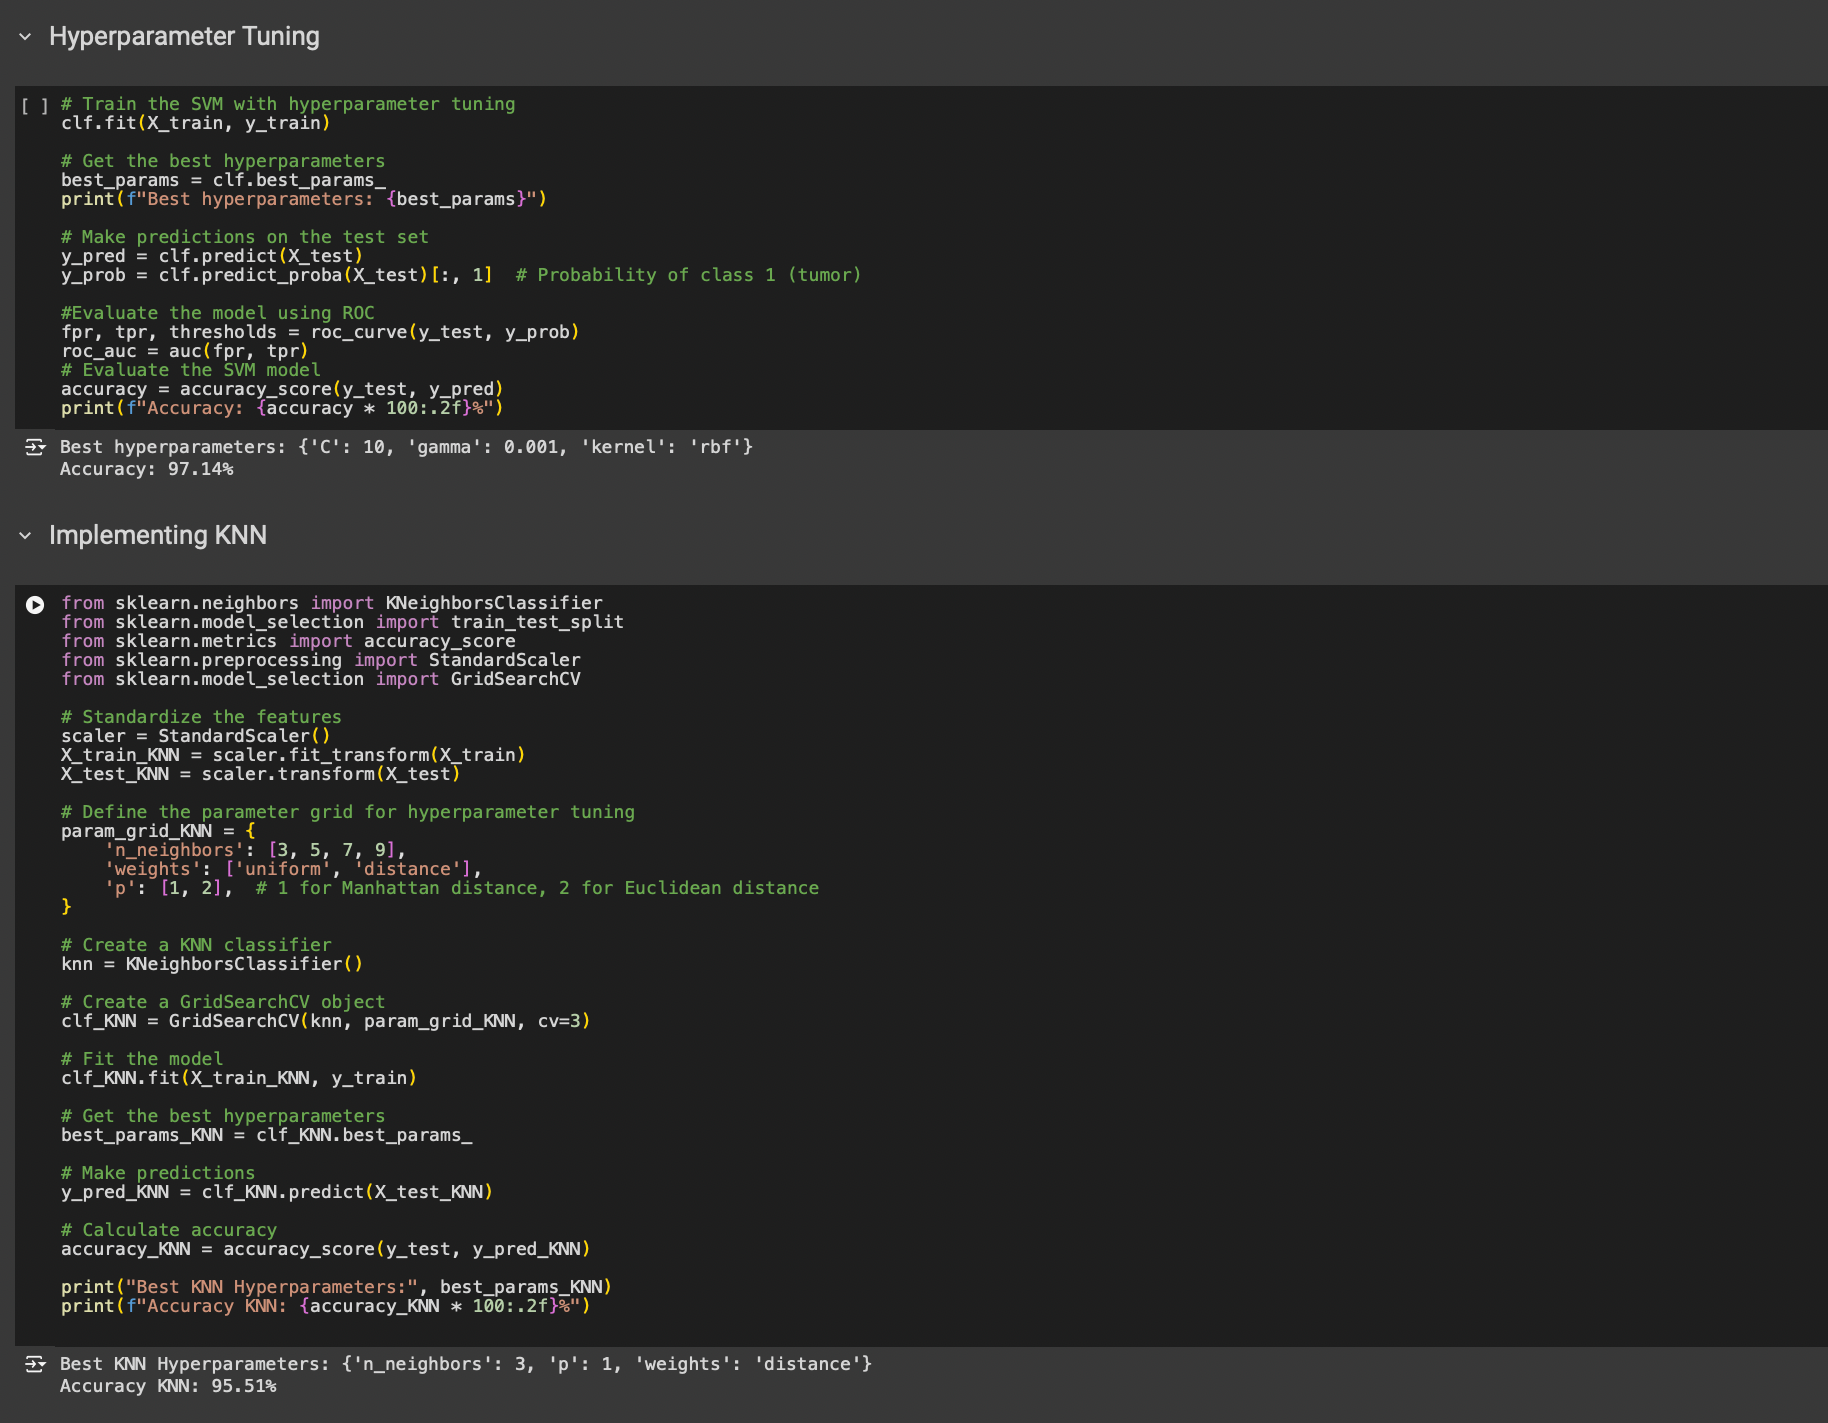 Hyperparameter Tuning
[ ] # Train the SVM with hyperparameter tuning
clf.fit(X_train, y_train)
# Get the best hyperparameters
best_params = clf.best_params_
print(f"Best hyperparameters: {best_params}")
# Make predictions on the test set
y_pred = clf.predict(X_test)
y_prob = clf.predict_proba(X_test)[:, 1]  # Probability of class 1 (tumor)
#Evaluate the model using ROC
fpr, tpr, thresholds = roc_curve(y_test, y_prob)
roc_auc = auc(fpr, tpr)
# Evaluate the SVM model
accuracy = accuracy_score(y_test, y_pred)
print(f"Accuracy: {accuracy * 100:.2f}%")
Best hyperparameters: {'C': 10, 'gamma': 0.001, 'kernel': 'rbf'}
Accuracy: 97.14%
Implementing KNN
from sklearn.neighbors import KNeighborsClassifier
from sklearn.model_selection import train_test_split
from sklearn.metrics import accuracy_score
from sklearn.preprocessing import StandardScaler
from sklearn.model_selection import GridSearchCV
# Standardize the features
scaler = StandardScaler()
X_train_KNN = scaler.fit_transform(X_train)
X_test_KNN = scaler.transform(X_test)
# Define the parameter grid for hyperparameter tuning
param_grid_KNN = {
    'n_neighbors': [3, 5, 7, 9],
    'weights': ['uniform', 'distance'],
    'p': [1, 2],  # 1 for Manhattan distance, 2 for Euclidean distance
}
# Create a KNN classifier
knn = KNeighborsClassifier()
# Create a GridSearchCV object
clf_KNN = GridSearchCV(knn, param_grid_KNN, cv=3)
# Fit the model
clf_KNN.fit(X_train_KNN, y_train)
# Get the best hyperparameters
best_params_KNN = clf_KNN.best_params_
# Make predictions
y_pred_KNN = clf_KNN.predict(X_test_KNN)
# Calculate accuracy
accuracy_KNN = accuracy_score(y_test, y_pred_KNN)
print("Best KNN Hyperparameters:", best_params_KNN)
print(f"Accuracy KNN: {accuracy_KNN * 100:.2f}%")
Best KNN Hyperparameters: {'n_neighbors': 3, 'p': 1, 'weights': 'distance'}
Accuracy KNN: 95.51%